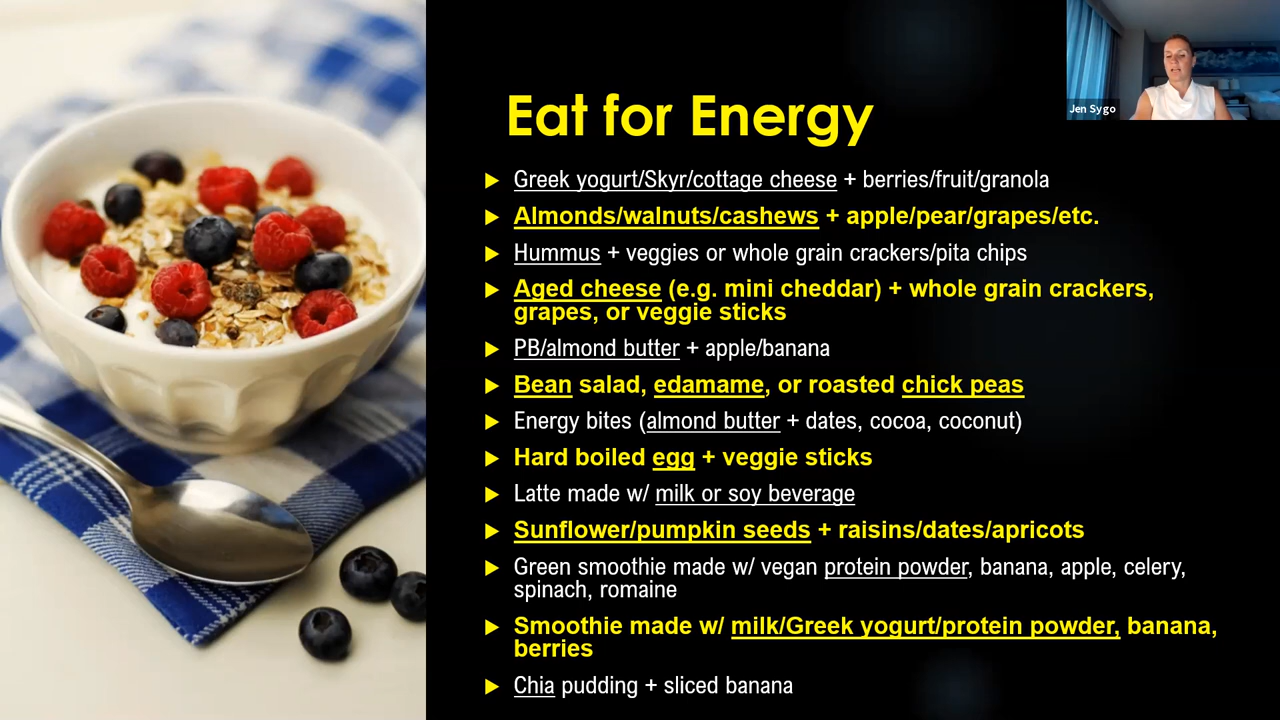 Eat for Energy
Jen Sygo
Greek yogurt/Skyr/cottage cheese + berries/fruit/granola
Almonds/walnuts/cashews + apple/pear/grapes/etc.
Hummus + veggies or whole grain crackers/pita chips
Aged cheese (e.g. mini cheddar) + whole grain crackers,
grapes, or veggie sticks
PB/almond butter + apple/banana
Bean salad, edamame, or roasted chick peas
Energy bites (almond butter + dates, cocoa, coconut)
Hard boiled egg + veggie sticks
Latte made w/ milk or soy beverage
Sunflower/pumpkin seeds + raisins/dates/apricots
Green smoothie made w/ vegan protein powder, banana, apple, celery,
spinach, romaine
Smoothie made w/ milk/Greek yogurt/protein powder, banana,
berries
Chia pudding + sliced banana